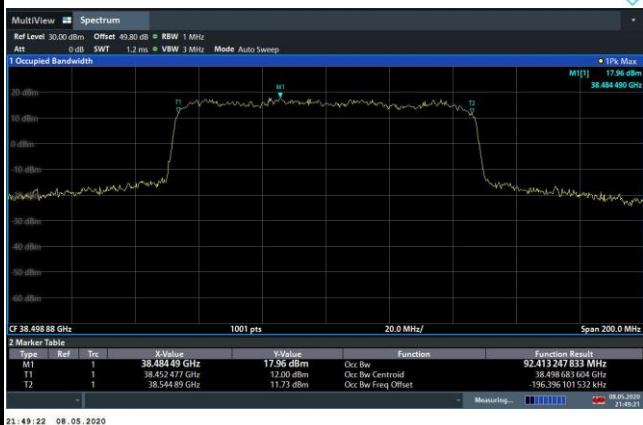 MultiView Spectrum
Ref Level 30.00 dBm Offset 49.80 dB RBW 1 MHz
Att 0 dB SWT 1.2 ms VBW 3 MHz Mode Auto Sweep
1 Occupied Bandwidth 1Pk Max
M1[1] 17.96 dBm
38.484 490 GHz
M1
20 dBm
T1 T2
10 dBm
0 dBm
-10 dBm
-20 dBm
-30 dBm
-40 dBm
-50 dBm
-60 dBm
CF 38.498 88 GHz 1001 pts 20.0 MHz/ Span 200.0 MHz
2 Marker Table
Type Ref Trc X-Value Y-Value Function Function Result
M1 1 38.484 49 GHz 17.96 dBm Occ Bw 92.413 247 833 MHz
T1 1 38.452 477 GHz 12.00 dBm Occ Bw Centroid 38.498 683 604 GHz
T2 1 38.544 89 GHz 11.73 dBm Occ Bw Freq Offset -196.396 101 532 kHz
Measuring... 08.05.2020
21:49:21
21:49:22 08.05.2020